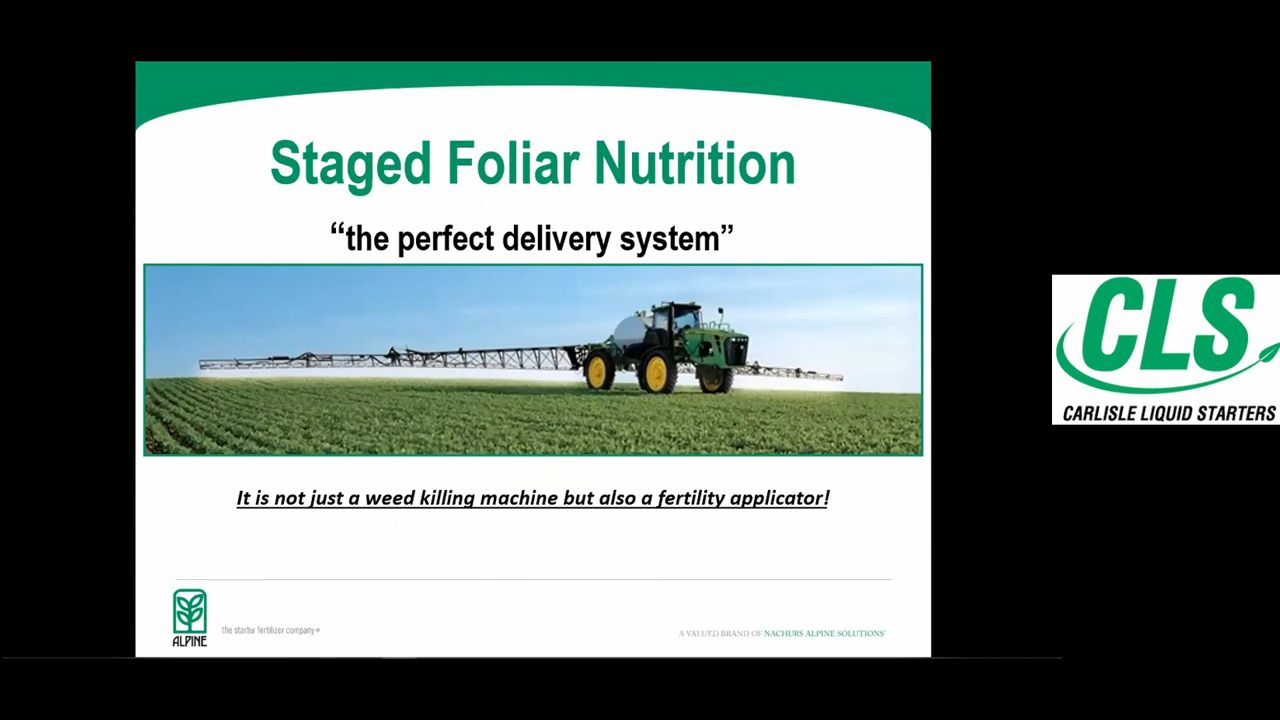 Staged Foliar Nutrition
“the perfect delivery system”
It is not just a weed killing machine but also a fertility applicator!
ALPINE
the starter fertilizer company®
A VALUED BRAND OF NACHURS ALPINE SOLUTIONS®
CLS
CARLISLE LIQUID STARTERS